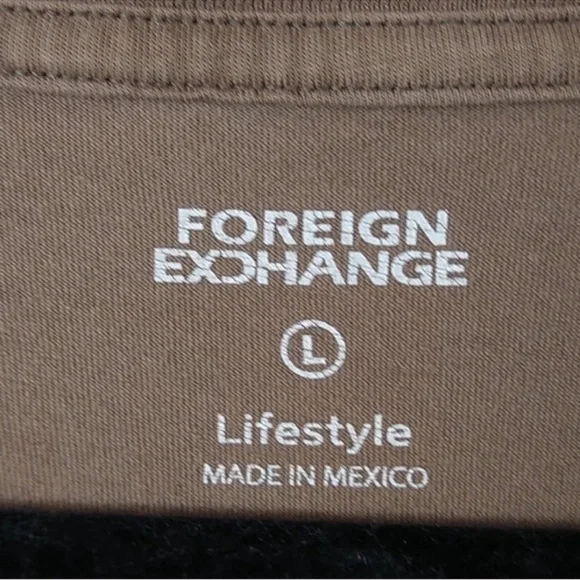 FOREIGN
EXCHANGE
L
Lifestyle
MADE IN MEXICO